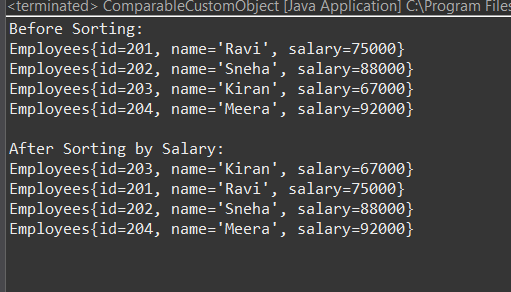 <terminated> ComparableCustomObject [Java Application] C:\Program Files
Before Sorting:
Employees{id=201, name='Ravi', salary=75000}
Employees{id=202, name='Sneha', salary=88000}
Employees{id=203, name='Kiran', salary=67000}
Employees{id=204, name='Meera', salary=92000}
After Sorting by Salary:
Employees{id=203, name='Kiran', salary=67000}
Employees{id=201, name='Ravi', salary=75000}
Employees{id=202, name='Sneha', salary=88000}
Employees{id=204, name='Meera', salary=92000}